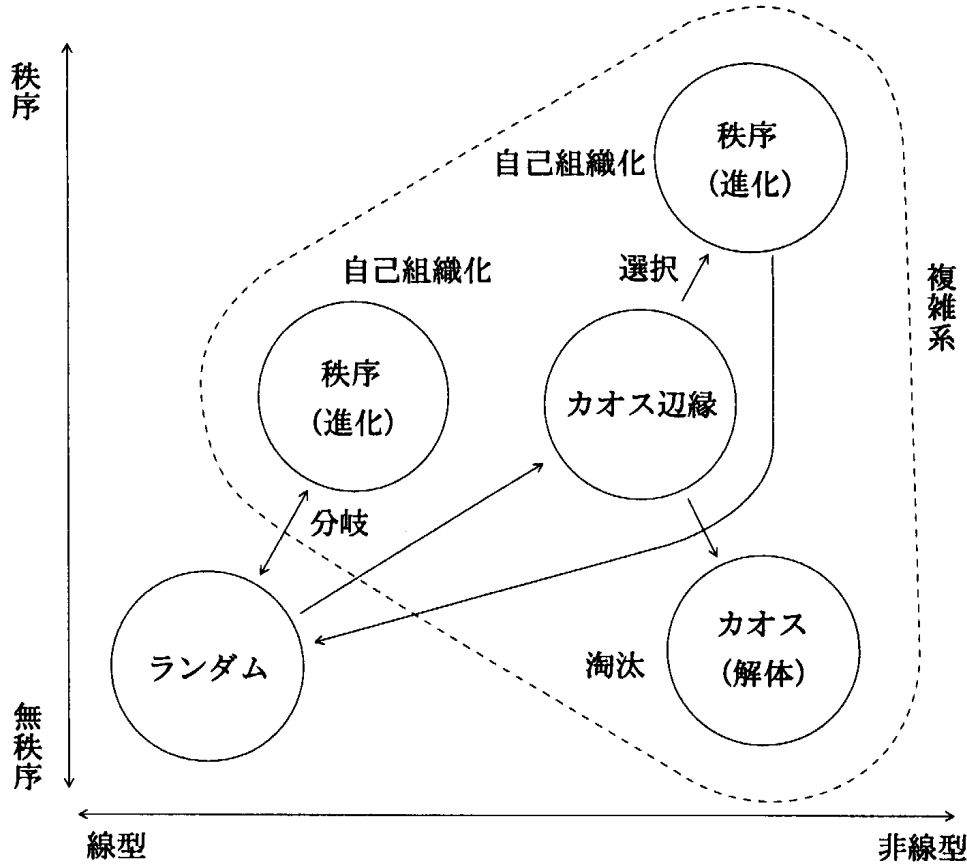 秩序
秩序
(進化)
自己組織化
自己組織化
選択
複雑系
秩序
(進化)
カオス辺縁
分岐
ランダム
カオス
(解体)
淘汰
無秩序
線型
非線型